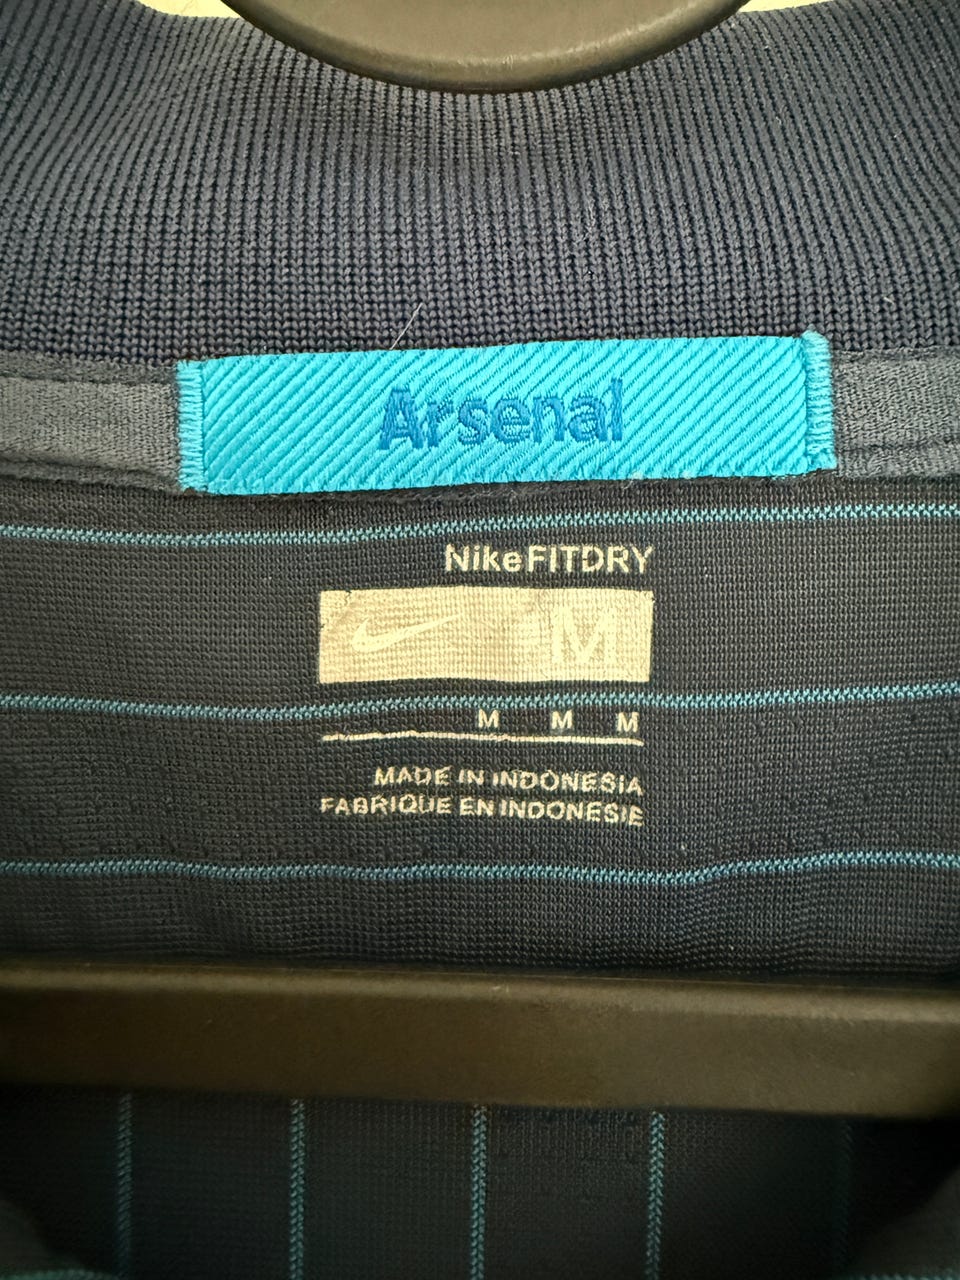 Arsenal
NikeFITDRY
M
M M M
MADE IN INDONESIA
FABRIQUE EN INDONESIE